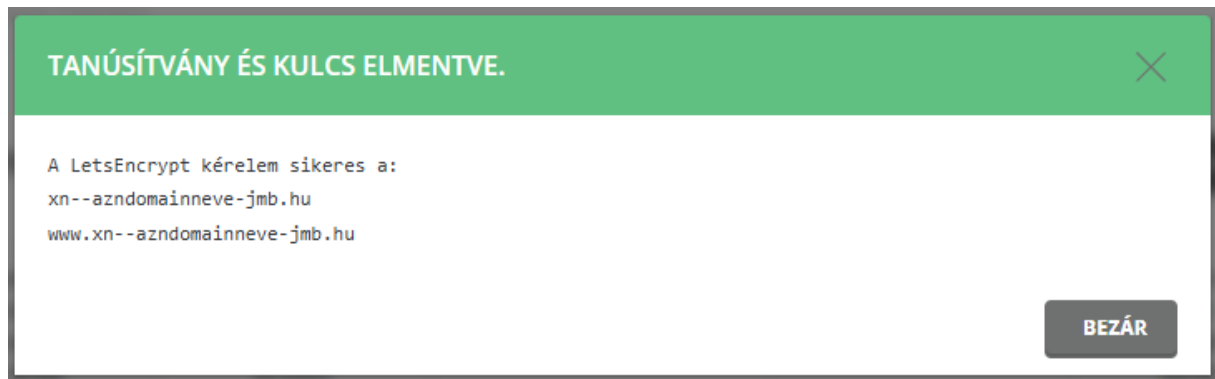 TANÚSÍTVÁNY ÉS KULCS ELMENTVE.
A LetsEncrypt kérelem sikeres a:
xn--azndomainneve-jmb.hu
www.xn--azndomainneve-jmb.hu
BEZÁR